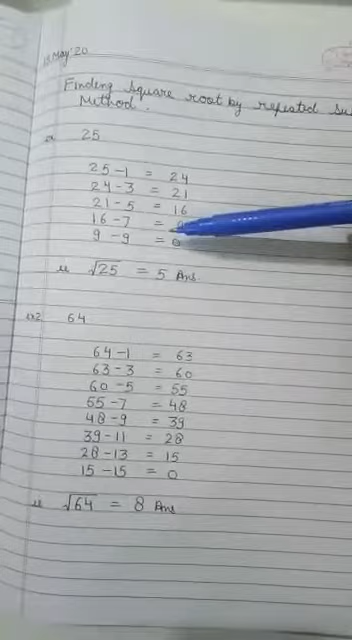 May'20
Finding square root by repeated
Method.
25
25-1 = 24
24-3 = 21
21-5 = 16
16-7 =
9-9 = 0
√25 = 5 Ans
ex2 64
64-1 = 63
63-3 = 60
60-5 = 55
55-7 = 48
48-9 = 39
39-11 = 28
28-13 = 15
15-15 = 0
√64 = 8 Ans